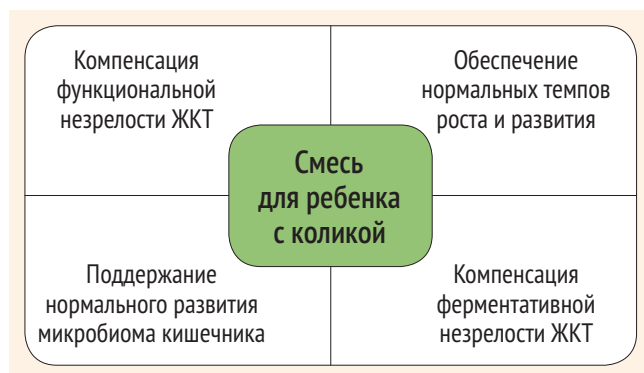 Компенсация
функциональной
незрелости ЖКТ
Обеспечение
нормальных темпов
роста и развития
Смесь
для ребенка
с коликой
Поддержание
нормального развития
микробиома кишечника
Компенсация
ферментативной
незрелости ЖКТ